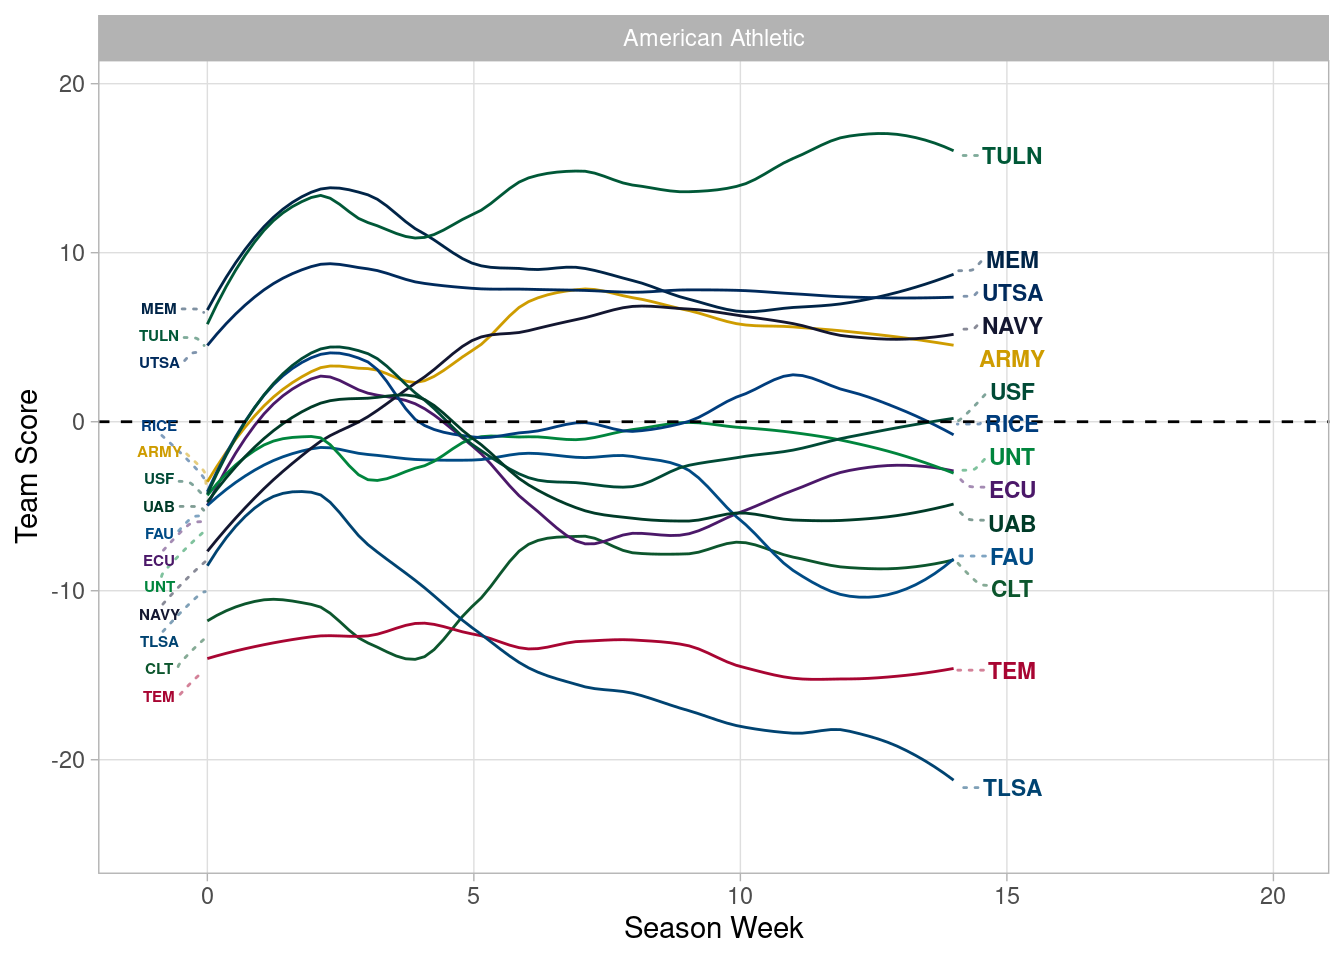 American Athletic
Team Score
20
10
0
-10
-20
MEM
TULN
UTSA
RICE
ARMY
USF
UAB
FAU
ECU
UNT
NAVY
TLSA
CLT
TEM
TULN
MEM
UTSA
NAVY
ARMY
USF
RICE
UNT
ECU
UAB
FAU
CLT
TEM
TLSA
0
5
10
15
20
Season Week